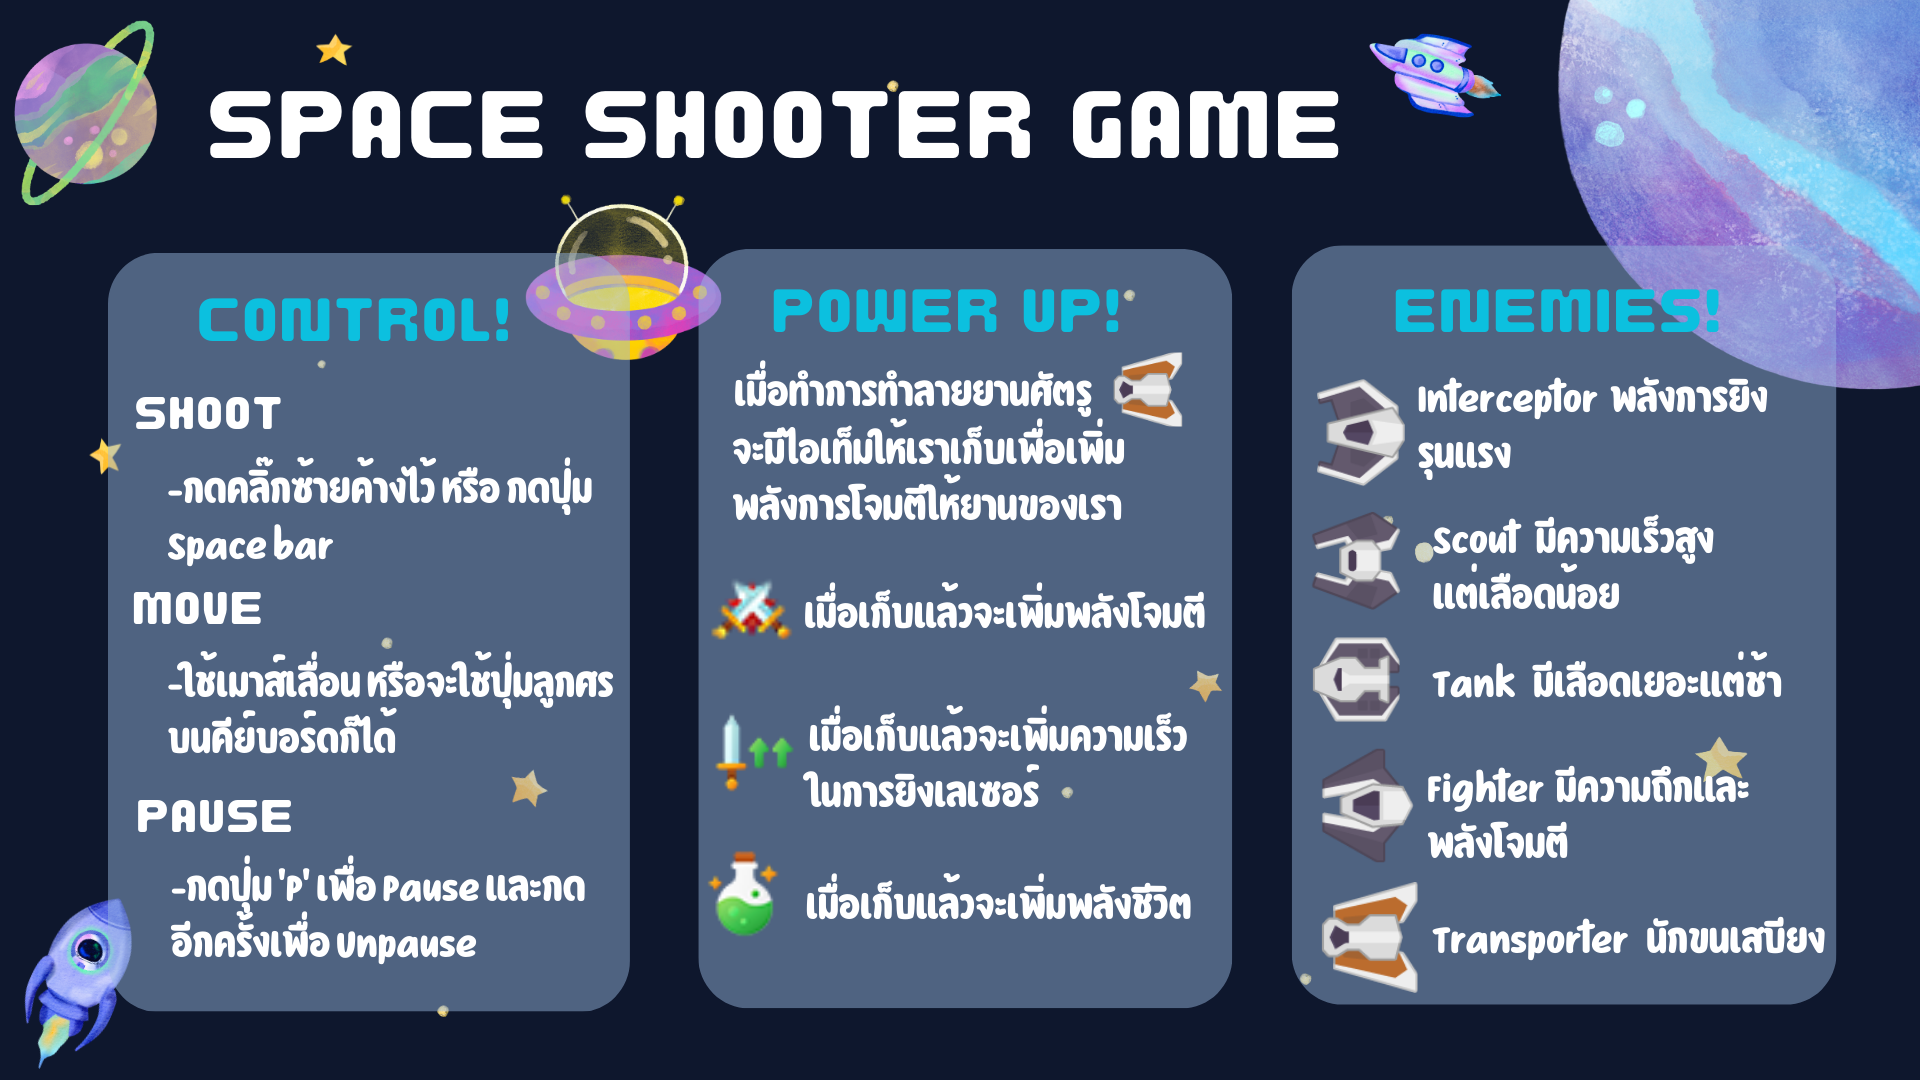 SPACE SHOOTER GAME
CONTROL!
SHOOT
-กดคลิ๊กซ้ายค้างไว้ หรือ กดปุ่ม
Space bar
MOVE
-ใช้เมาส์เลื่อน หรือจะใช้ปุ่มลูกศร
บนคีย์บอร์ดก็ได้
PAUSE
-กดปุ่ม 'P' เพื่อ Pause และกด
อีกครั้งเพื่อ Unpause
POWER UP!
เมื่อทำการทำลายยานศัตรู
จะมีไอเท็มให้เราเก็บเพื่อเพิ่ม
พลังการโจมตีให้ยานของเรา
เมื่อเก็บแล้วจะเพิ่มพลังโจมตี
เมื่อเก็บแล้วจะเพิ่มความเร็ว
ในการยิงเลเซอร์
เมื่อเก็บแล้วจะเพิ่มพลังชีวิต
ENEMIES!
Interceptor พลังการยิง
รุนแรง
Scout มีความเร็วสูง
แต่เลือดน้อย
Tank มีเลือดเยอะแต่ช้า
Fighter มีความถึกและ
พลังโจมตี
Transporter นักขนเสบียง